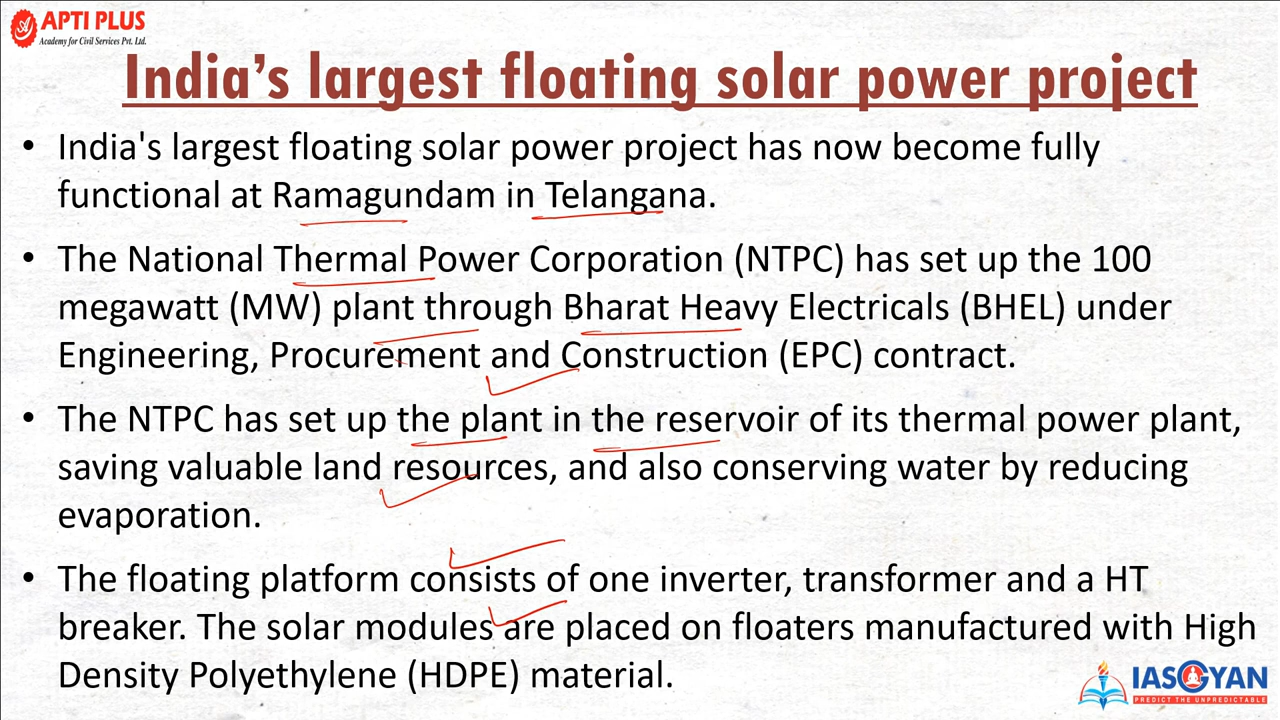 APTI PLUS
Academy for Civil Services Pvt. Ltd.
India’s largest floating solar power project
• India's largest floating solar power project has now become fully
functional at Ramagundam in Telangana.
• The National Thermal Power Corporation (NTPC) has set up the 100
megawatt (MW) plant through Bharat Heavy Electricals (BHEL) under
Engineering, Procurement and Construction (EPC) contract.
• The NTPC has set up the plant in the reservoir of its thermal power plant,
saving valuable land resources, and also conserving water by reducing
evaporation.
• The floating platform consists of one inverter, transformer and a HT
breaker. The solar modules are placed on floaters manufactured with High
Density Polyethylene (HDPE) material.
IASGYAN
PREDICT THE UNPREDICTABLE